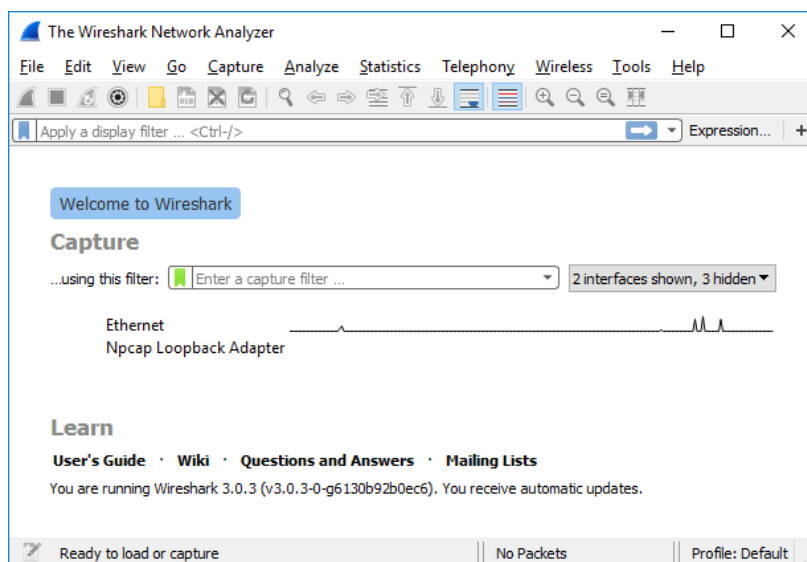 The Wireshark Network Analyzer
File Edit View Go Capture Analyze Statistics Telephony Wireless Tools Help
Apply a display filter ... <Ctrl-/> Expression... +
Welcome to Wireshark
Capture
...using this filter: Enter a capture filter ... 2 interfaces shown, 3 hidden
Ethernet
Npcap Loopback Adapter
Learn
User's Guide · Wiki · Questions and Answers · Mailing Lists
You are running Wireshark 3.0.3 (v3.0.3-0-g6130b92b0ec6). You receive automatic updates.
Ready to load or capture No Packets Profile: Default